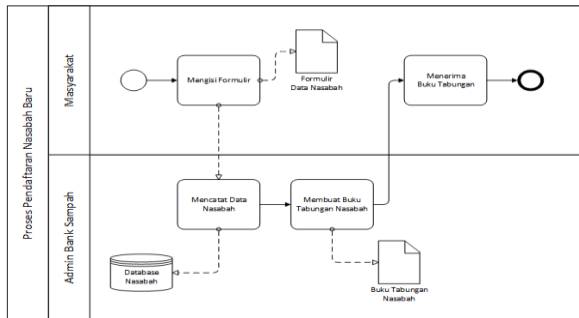 Proses Pendaftaran Nasabah Baru
Masyarakat
Mengisi Formulir
Formulir
Data Nasabah
Menerima
Buku Tabungan
Admin Bank Sampah
Mencatat Data
Nasabah
Membuat Buku
Tabungan Nasabah
Database
Nasabah
Buku Tabungan
Nasabah